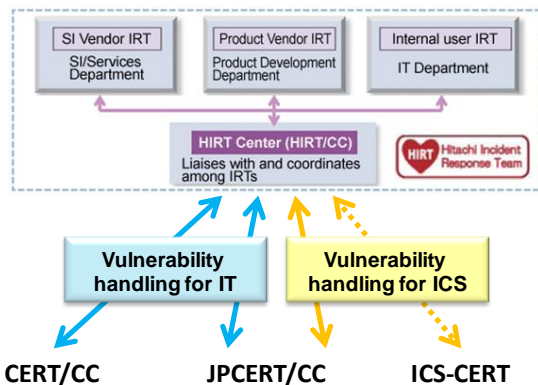 SI Vendor IRT
SI/Services
Department
Product Vendor IRT
Product Development
Department
Internal user IRT
IT Department
HIRT Center (HIRT/CC)
Liaises with and coordinates
among IRTs
HIRT
Hitachi Incident
Response Team
Vulnerability
handling for IT
Vulnerability
handling for ICS
CERT/CC
JPCERT/CC
ICS-CERT